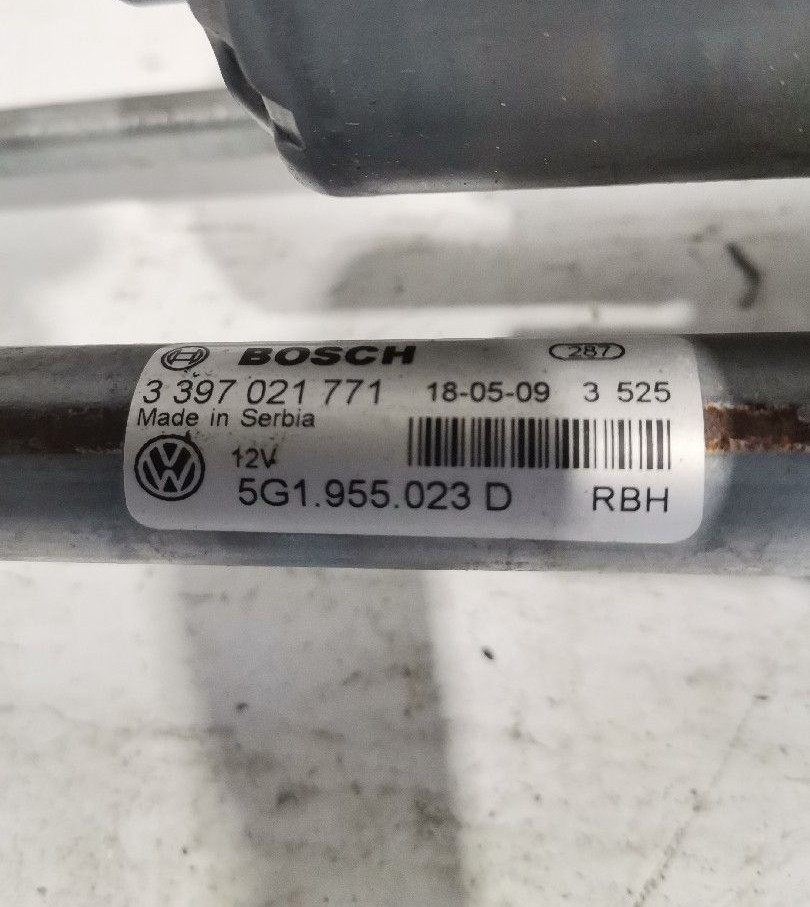 BOSCH 287
3 397 021 771 18-05-09 3 525
Made in Serbia
12V
5G1.955.023 D RBH